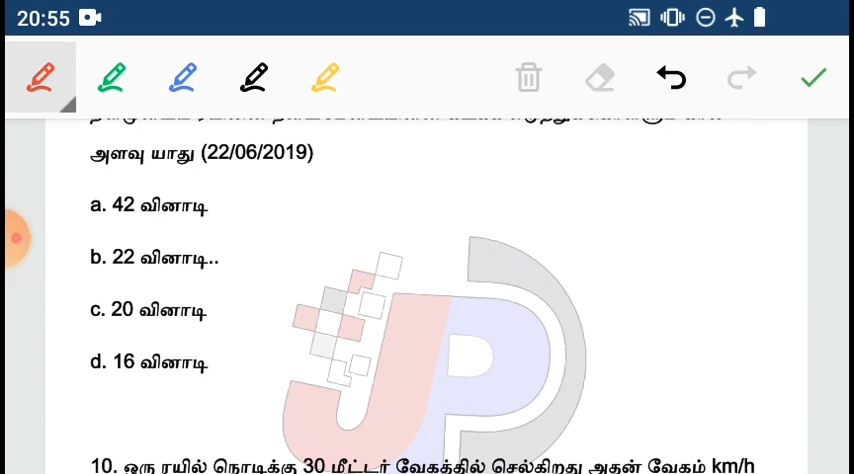 20:55
அளவு யாது (22/06/2019)
a. 42 வினாடி
b. 22 வினாடி..
c. 20 வினாடி
d. 16 வினாடி
10. ஒரு ரயில் நொடிக்கு 30 மீட்டர் வேகத்தில் செல்கிறது அதன் வேகம் km/h